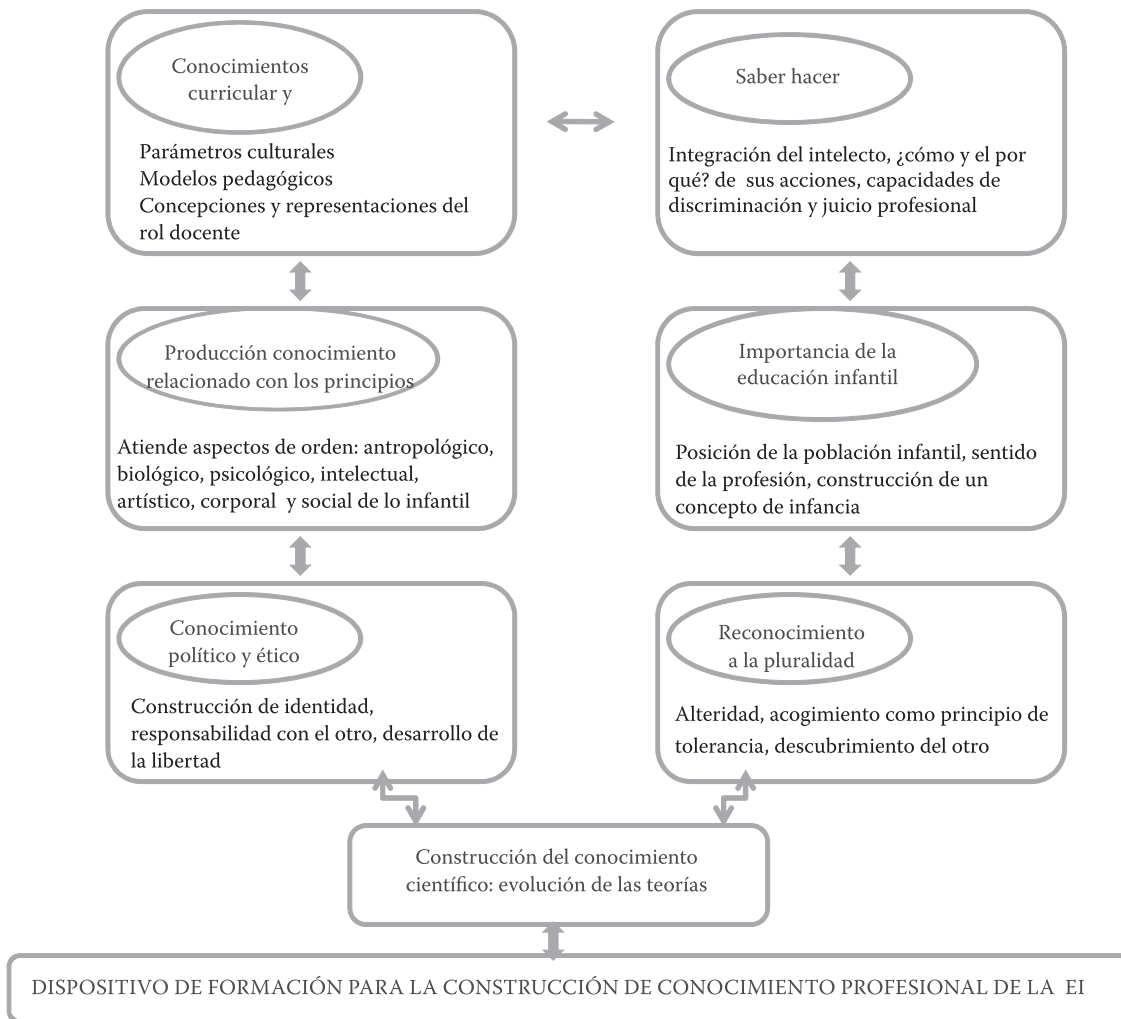 Conocimientos
curricular y
Parámetros culturales
Modelos pedagógicos
Concepciones y representaciones del
rol docente
Saber hacer
Integración del intelecto, ¿cómo y el por
qué? de sus acciones, capacidades de
discriminación y juicio profesional
Producción conocimiento
relacionado con los principios
Atiende aspectos de orden: antropológico,
biológico, psicológico, intelectual,
artístico, corporal y social de lo infantil
Importancia de la
educación infantil
Posición de la población infantil, sentido
de la profesión, construcción de un
concepto de infancia
Conocimiento
político y ético
Construcción de identidad,
responsabilidad con el otro, desarrollo de
la libertad
Reconocimiento
a la pluralidad
Alteridad, acogimiento como principio de
tolerancia, descubrimiento del otro
Construcción del conocimiento
científico: evolución de las teorías
DISPOSITIVO DE FORMACIÓN PARA LA CONSTRUCCIÓN DE CONOCIMIENTO PROFESIONAL DE LA EI